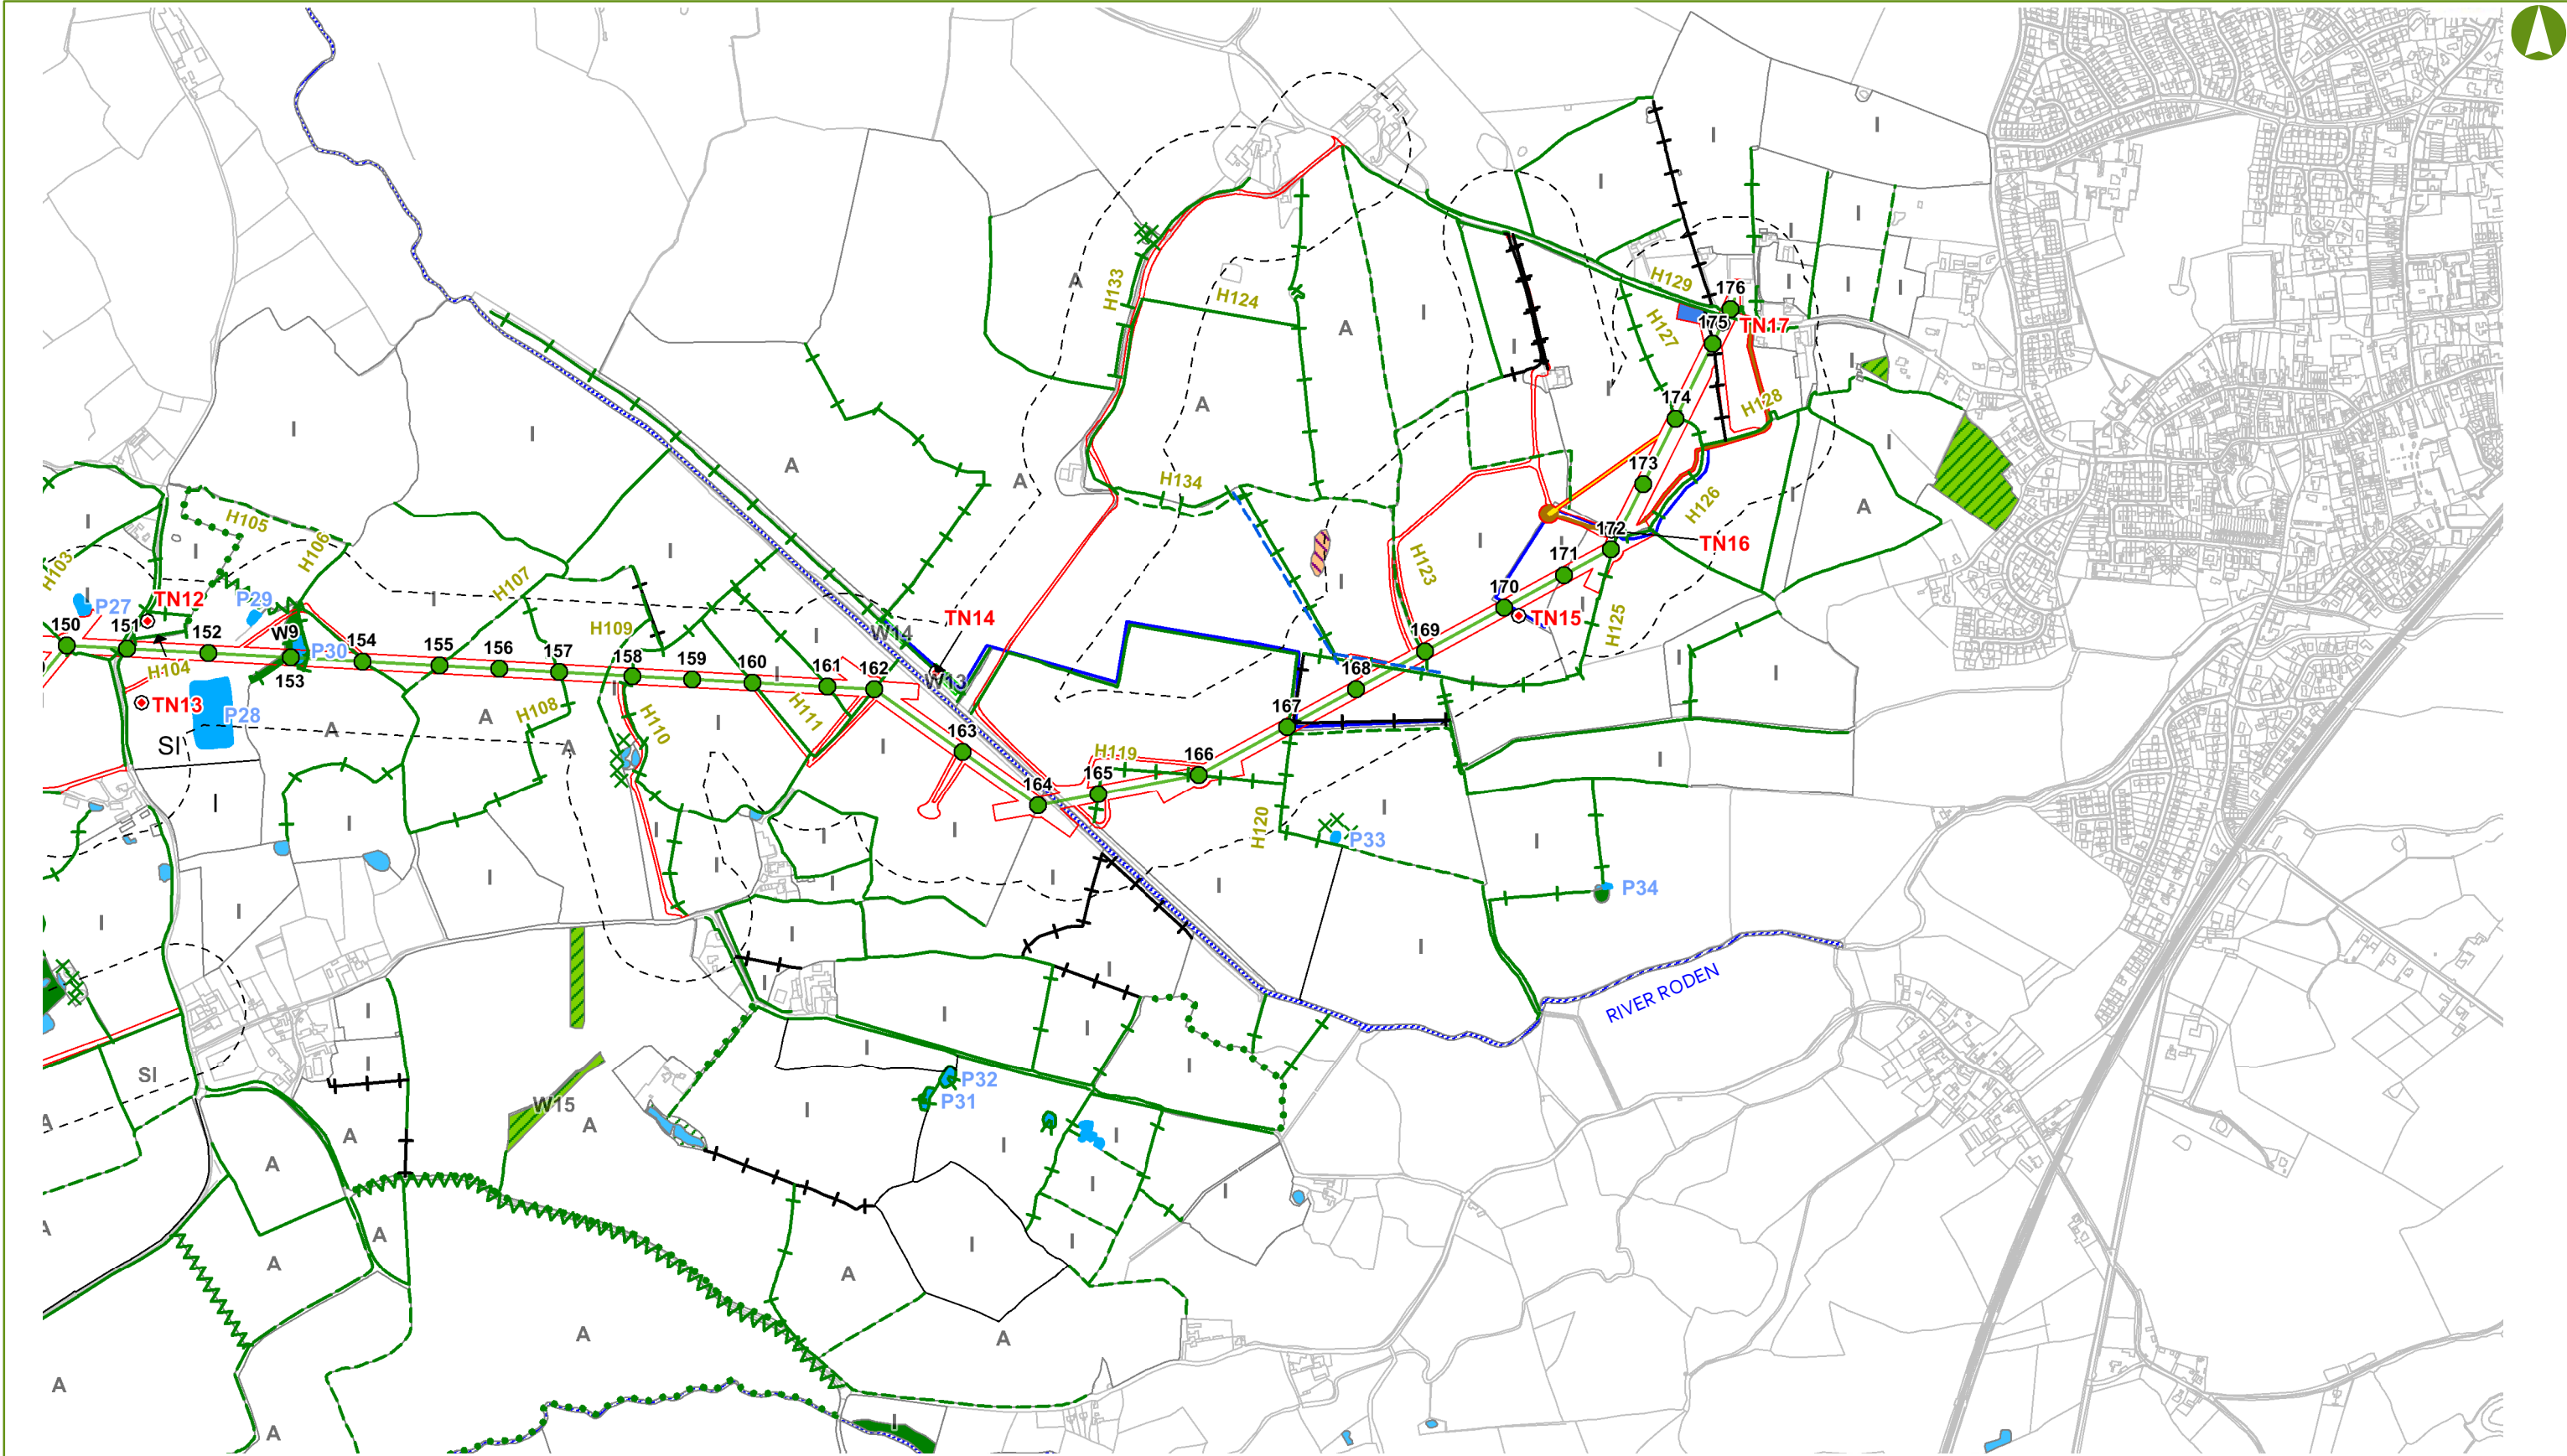 I
I
I
I
I
I
I
A
H133
H124
I
A
H129
176
175
TN17
H127
I
I
I
A
174
H128
I
I
A
A
H134
173
H126
I
A
I
H105
H106
I
I
172
TN16
H103
I
H107
I
I
H123
171
I
P27
TN12
P29
I
TN14
170
TN15
H125
150
151
152
W9
P30
H109
W14
169
I
I
H104
153
154
155
156
157
158
159
160
161
162
W13
168
TN13
P28
A
A
H108
I
H110
I
H111
167
SI
A
I
163
H119
166
I
I
164
165
I
I
I
I
I
H120
P33
I
I
I
I
I
I
I
I
P34
I
I
I
I
I
I
RIVER RODEN
I
I
I
I
I
I
SI
P32
P31
W15
A
A
A
A
I
I
I
I
I
I
A
A
A
A
I
I
A
A
A
A
I
A